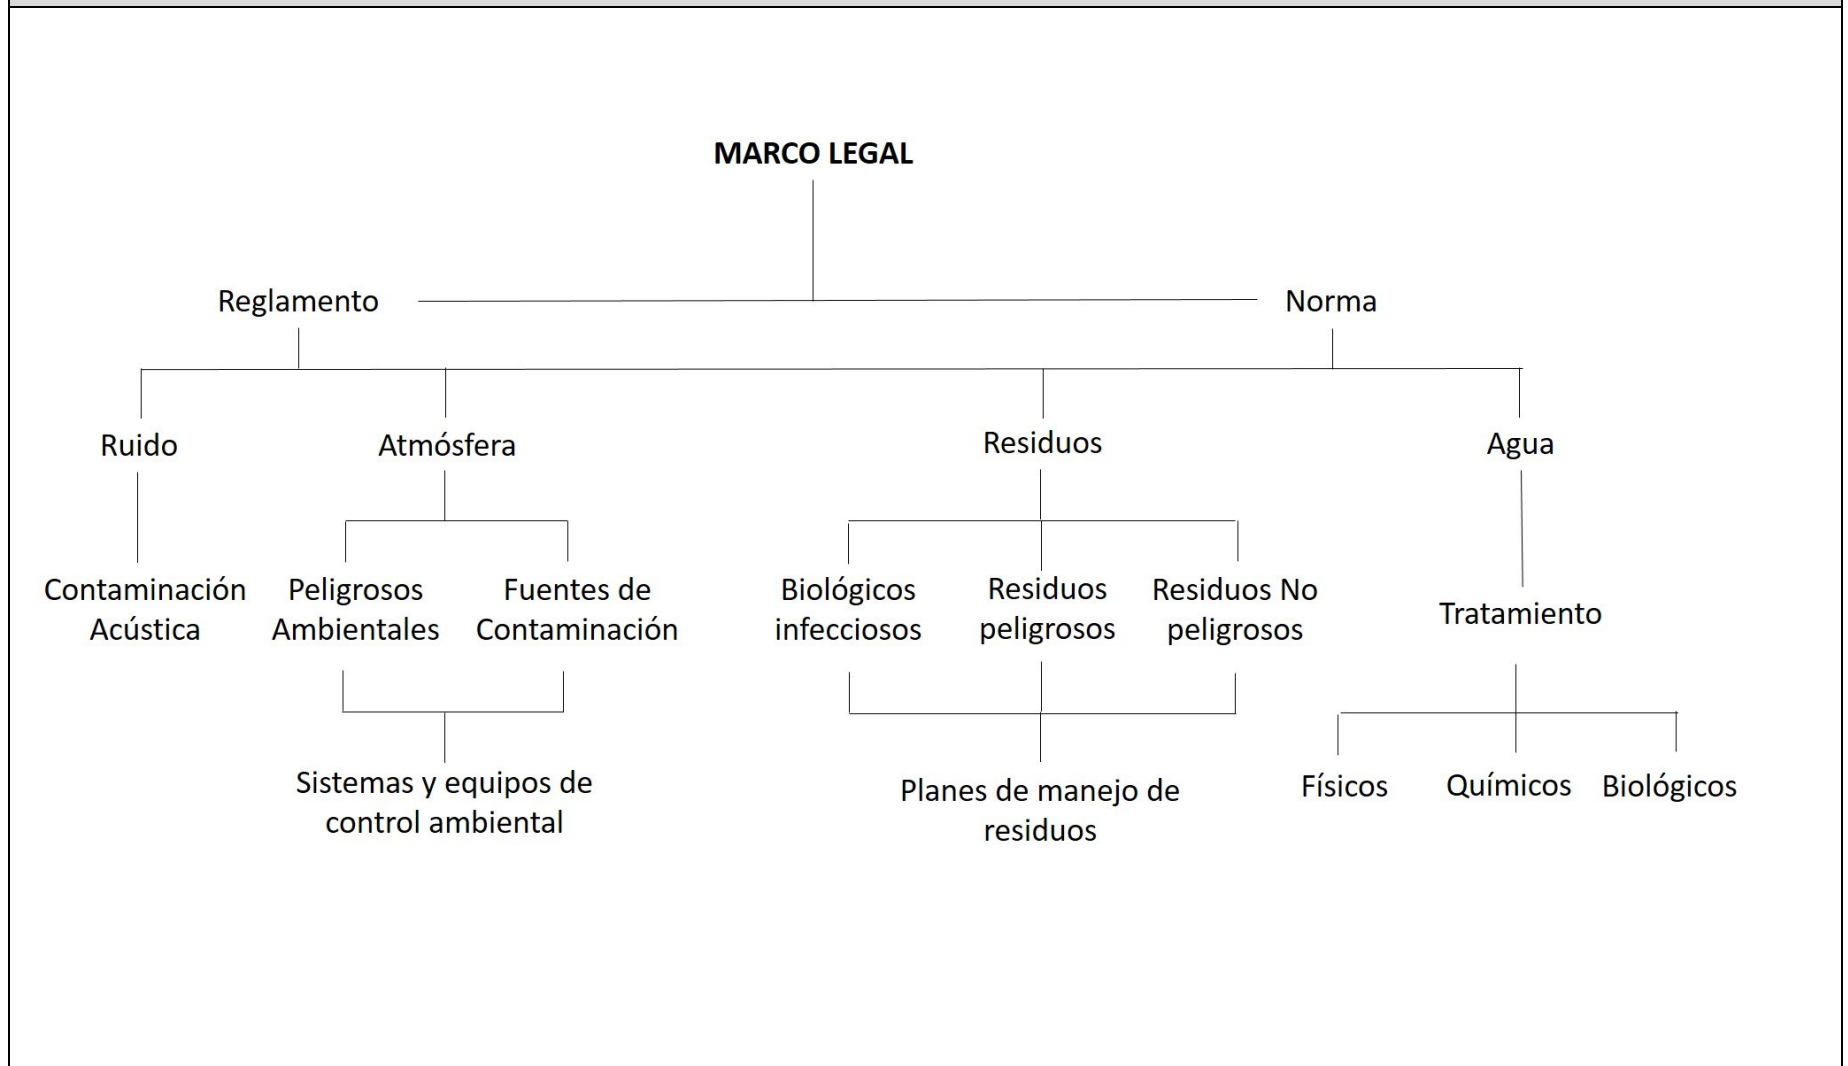 MARCO LEGAL
Reglamento
Norma
Ruido
Atmósfera
Residuos
Agua
Contaminación
Acústica
Peligrosos
Ambientales
Fuentes de
Contaminación
Biológicos
infecciosos
Residuos
peligrosos
Residuos No
peligrosos
Tratamiento
Sistemas y equipos de
control ambiental
Planes de manejo de
residuos
Físicos
Químicos
Biológicos